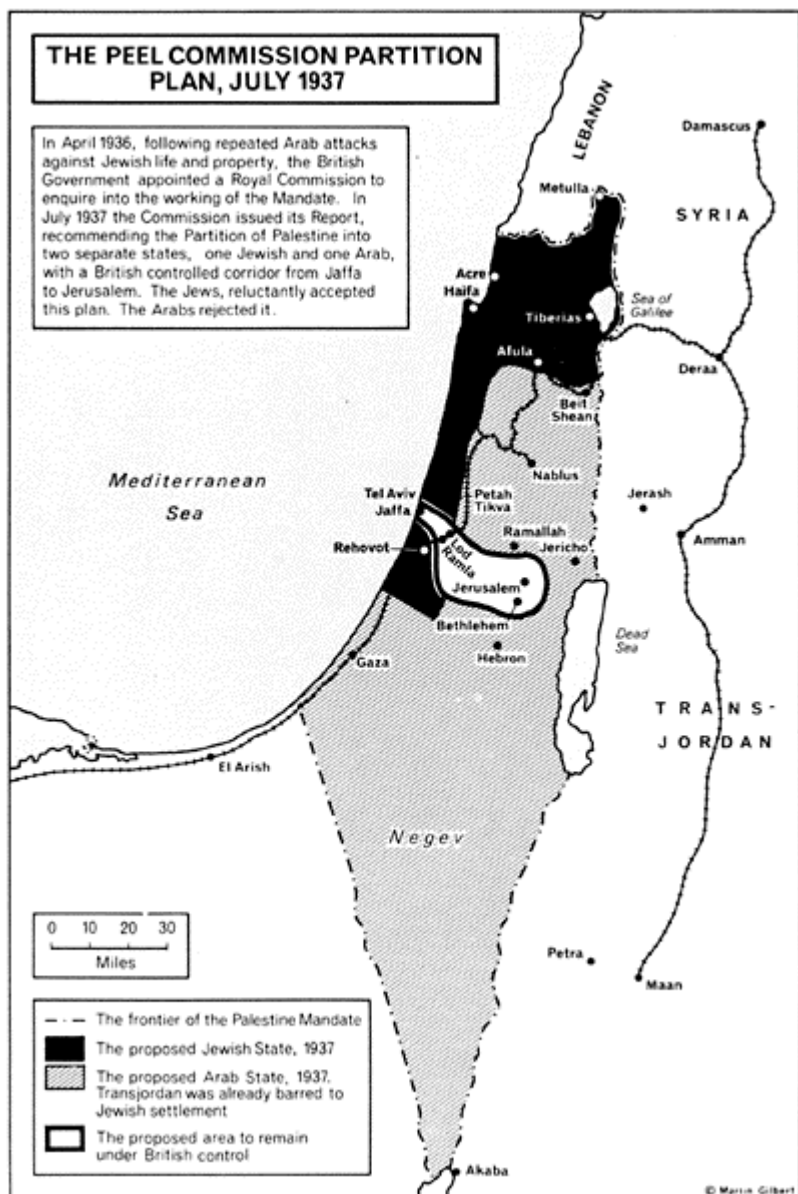 THE PEEL COMMISSION PARTITION
PLAN, JULY 1937
In April 1936, following repeated Arab attacks
against Jewish life and property, the British
Government appointed a Royal Commission to
enquire into the working of the Mandate. In
July 1937 the Commission issued its Report,
recommending the Partition of Palestine into
two separate states, one Jewish and one Arab,
with a British controlled corridor from Jaffa
to Jerusalem. The Jews, reluctantly accepted
this plan. The Arabs rejected it.
LEBANON
Damascus
Metulla
SYRIA
Acre
Haifa
Tiberias
Sea of
Galilee
Afula
Deraa
Beit
Shean
Mediterranean
Sea
Nablus
Tel Aviv
Jaffa
Petah
Tikva
Jerash
Rehovot
Lod
Ramla
Ramallah
Jericho
Amman
Jerusalem
Bethlehem
Hebron
Dead
Sea
Gaza
TRANS-
JORDAN
El Arish
Negev
0 10 20 30
Miles
Petra
Maan
The frontier of the Palestine Mandate
The proposed Jewish State, 1937
The proposed Arab State, 1937.
Transjordan was already barred to
Jewish settlement
The proposed area to remain
under British control
Akaba
© Martin Gilbert